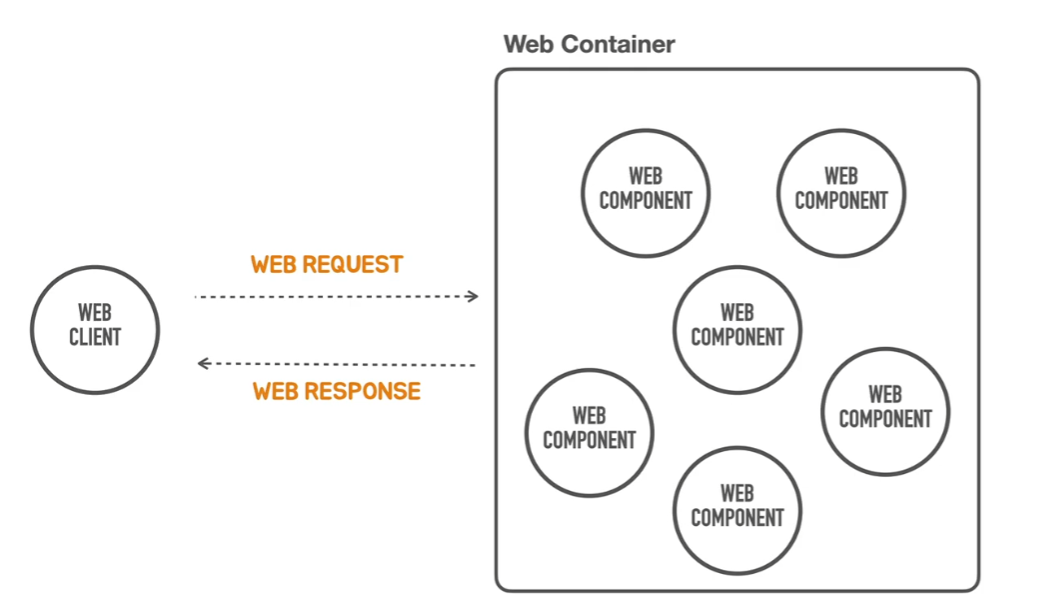 Web Container
WEB
COMPONENT
WEB
COMPONENT
WEB REQUEST
WEB
CLIENT
WEB
COMPONENT
WEB RESPONSE
WEB
COMPONENT
WEB
COMPONENT
WEB
COMPONENT